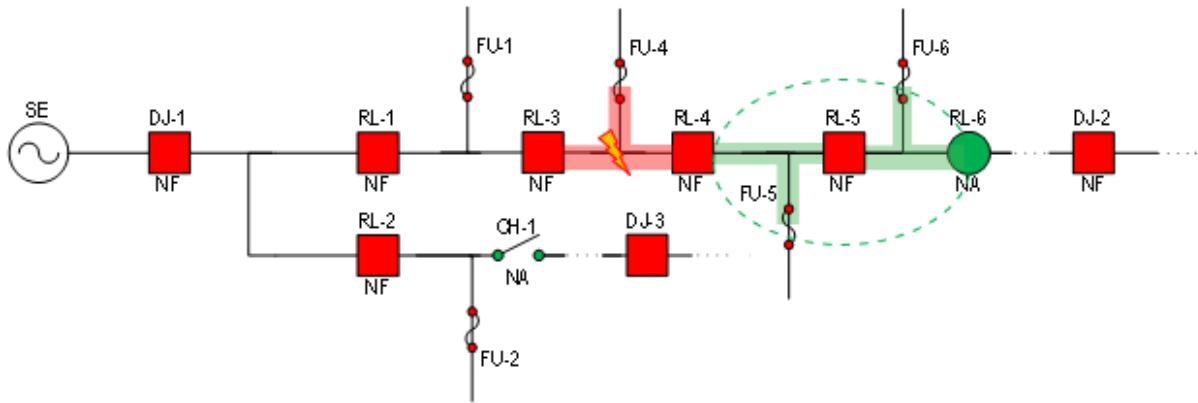 FU-1
FU-4
FU-6
SE
DJ-1
RL-1
RL-3
RL-4
RL-5
RL-6
DJ-2
NF
NF
NF
NF
NF
NA
NF
FU-5
RL-2
CH-1
DJ-3
NF
NA
FU-2